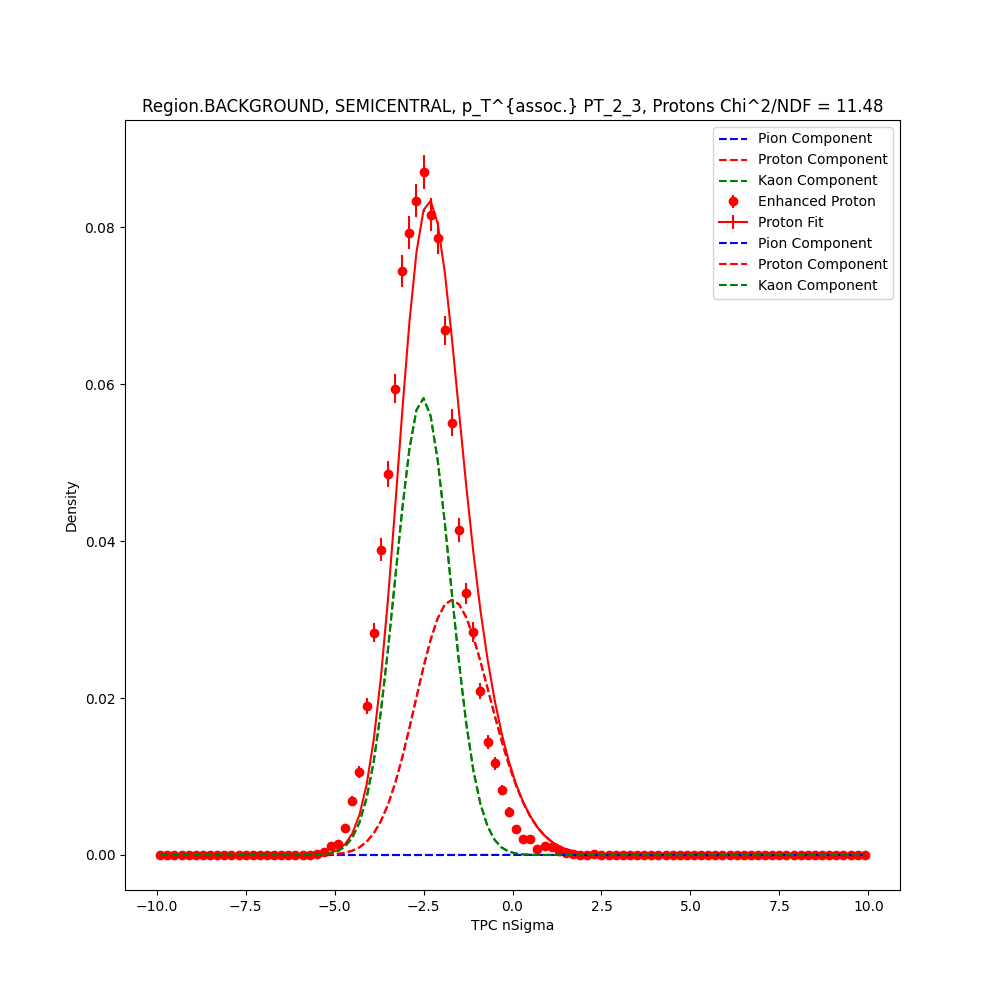 Region.BACKGROUND, SEMICENTRAL, p_T^{assoc.} PT_2_3, Protons Chi^2/NDF = 11.48
Pion Component
Proton Component
Kaon Component
Enhanced Proton
Proton Fit
Pion Component
Proton Component
Kaon Component
0.08
0.06
0.04
0.02
0.00
Density
−10.0 −7.5 −5.0 −2.5 0.0 2.5 5.0 7.5 10.0
TPC nSigma